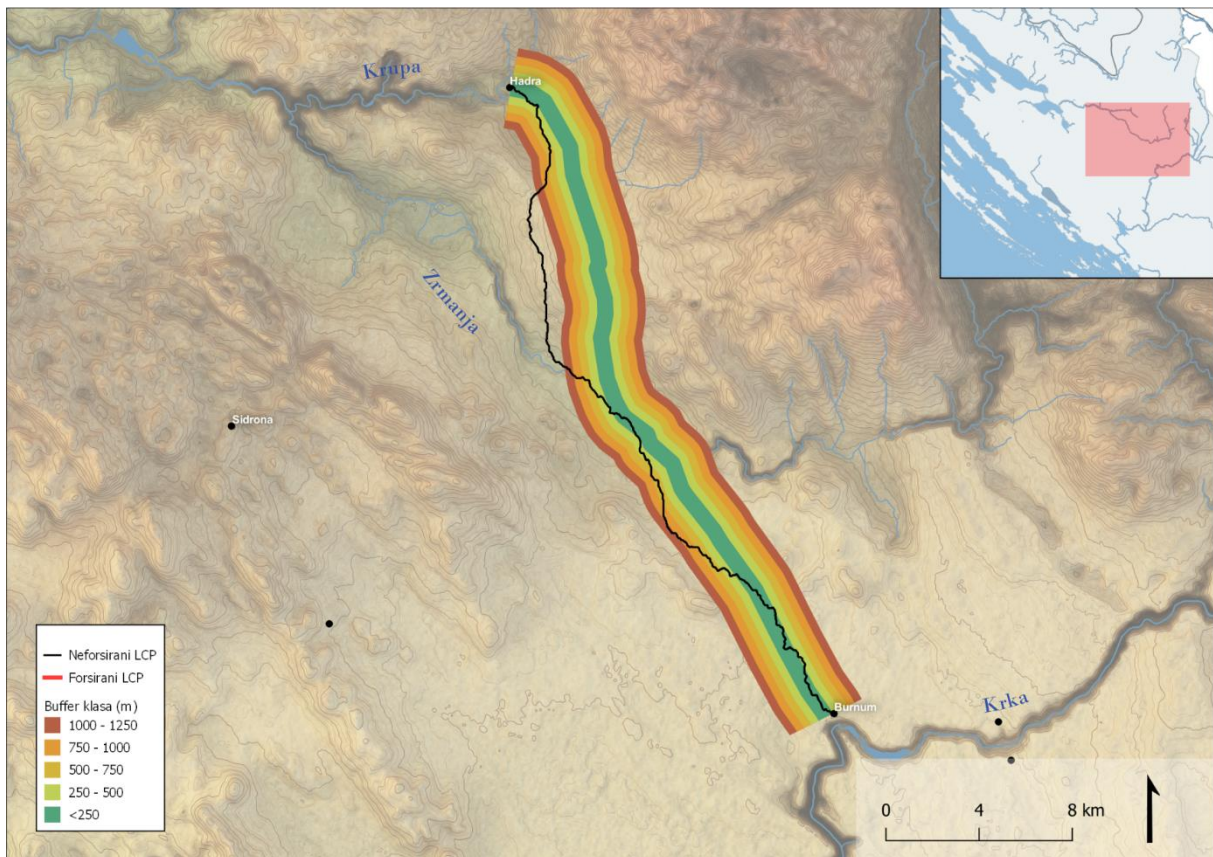 Krupa
Hadra
Zrmanja
Sidrona
Burnum
Krka
Neforsirani LCP
Forsirani LCP
Buffer klasa (m)
1000 - 1250
750 - 1000
500 - 750
250 - 500
<250
0 4 8 km